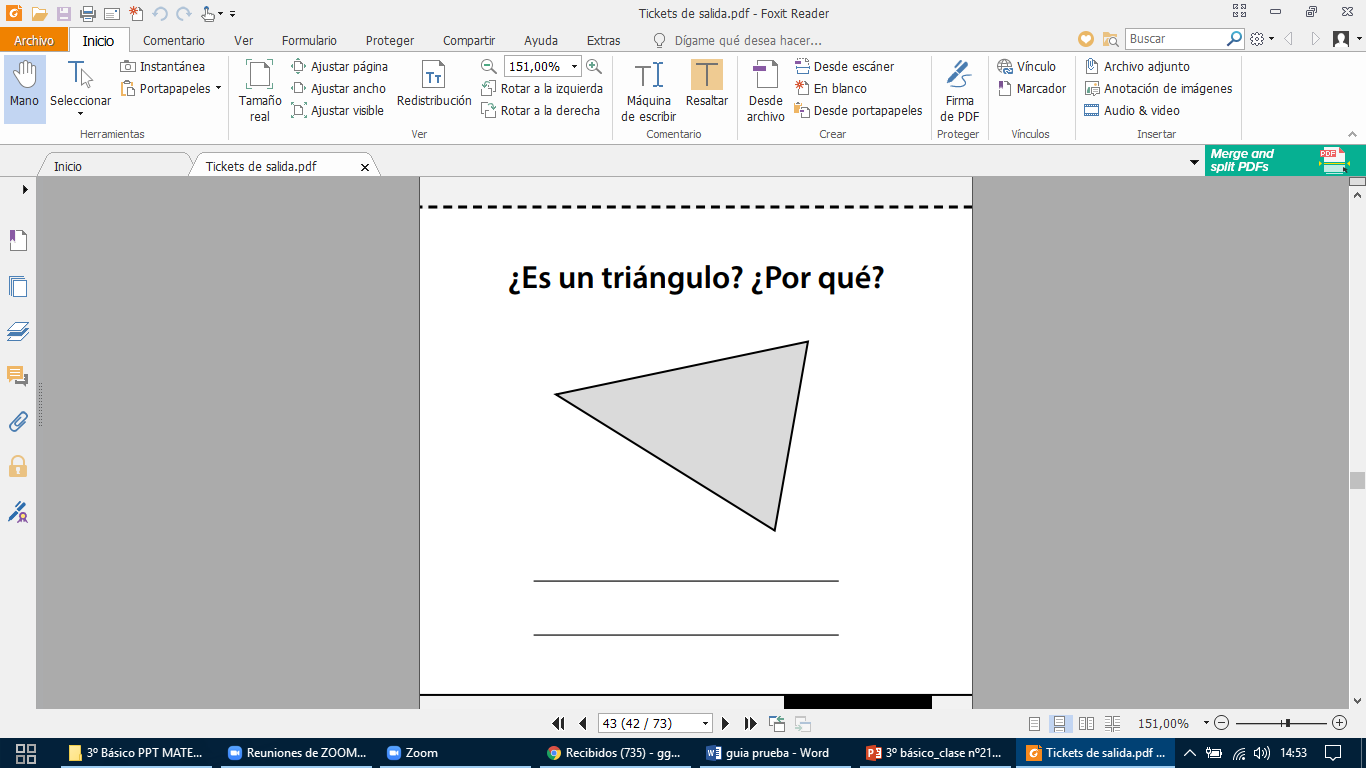 Tickets de salida.pdf - Foxit Reader
Archivo Inicio Comentario Ver Formulario Proteger Compartir Ayuda Extras Dígame qué desea hacer... Buscar
Mano
Seleccionar
Instantánea
Portapapeles
Herramientas
Tamaño
real
Ajustar página
Ajustar ancho
Ajustar visible
Redistribución
151,00%
Rotar a la izquierda
Rotar a la derecha
Ver
Máquina
de escribir
Resaltar
Comentario
Desde
archivo
Desde escáner
En blanco
Desde portapapeles
Crear
Firma
de PDF
Proteger
Vínculo
Marcador
Vínculos
Archivo adjunto
Anotación de imágenes
Audio & video
Insertar
Inicio
Tickets de salida.pdf
Merge and
split PDFs
PDF
¿Es un triángulo? ¿Por qué?
43 (42 / 73)
151,00%
3º Básico PPT MATE...
Reuniones de ZOOM...
Zoom
Recibidos (735) - gg...
guia prueba - Word
3º básico_clase nº21...
Tickets de salida.pdf ...
14:53